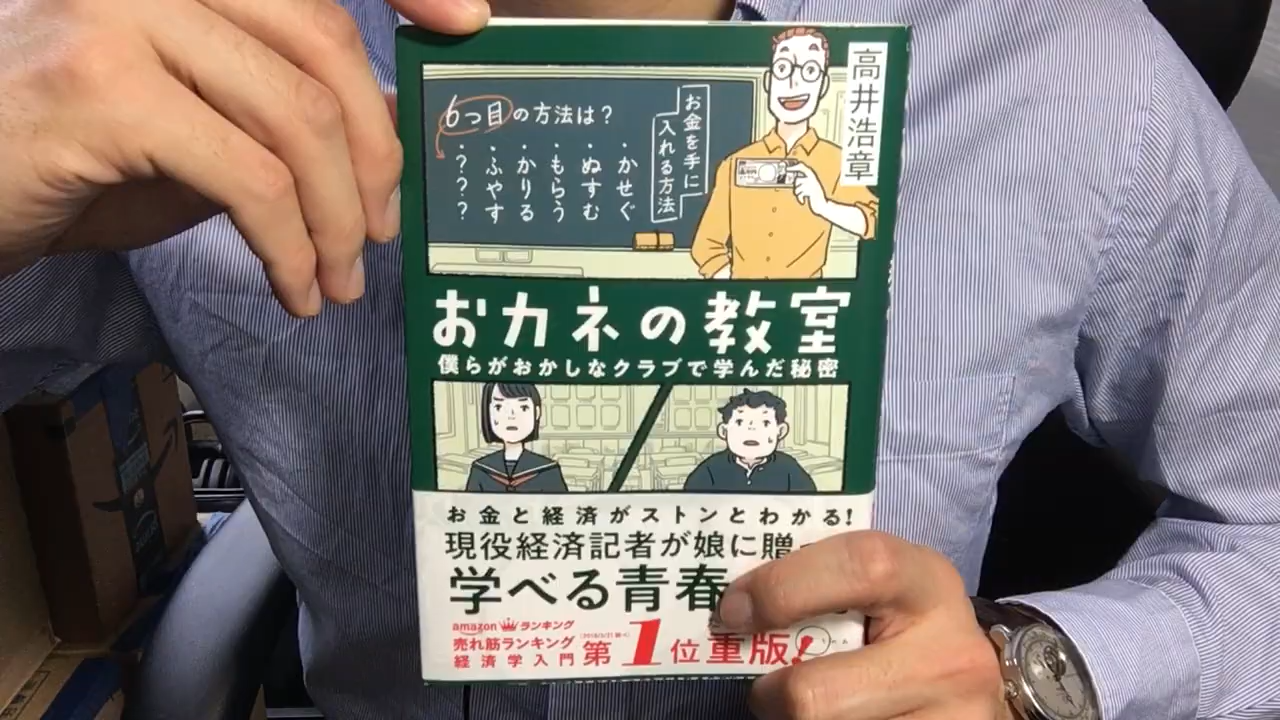 高井浩章
お金を手に
入れる方法
6つ目の方法は？
・かせぐ
・ぬすむ
・もらう
・かりる
・ふやす
・？？？
おカネの教室
僕らがおかしなクラブで学んだ秘密
お金と経済がストンとわかる！
現役経済記者が娘に贈
学べる青春
amazon ランキング
売れ筋ランキング
経済学入門
第1位重版！